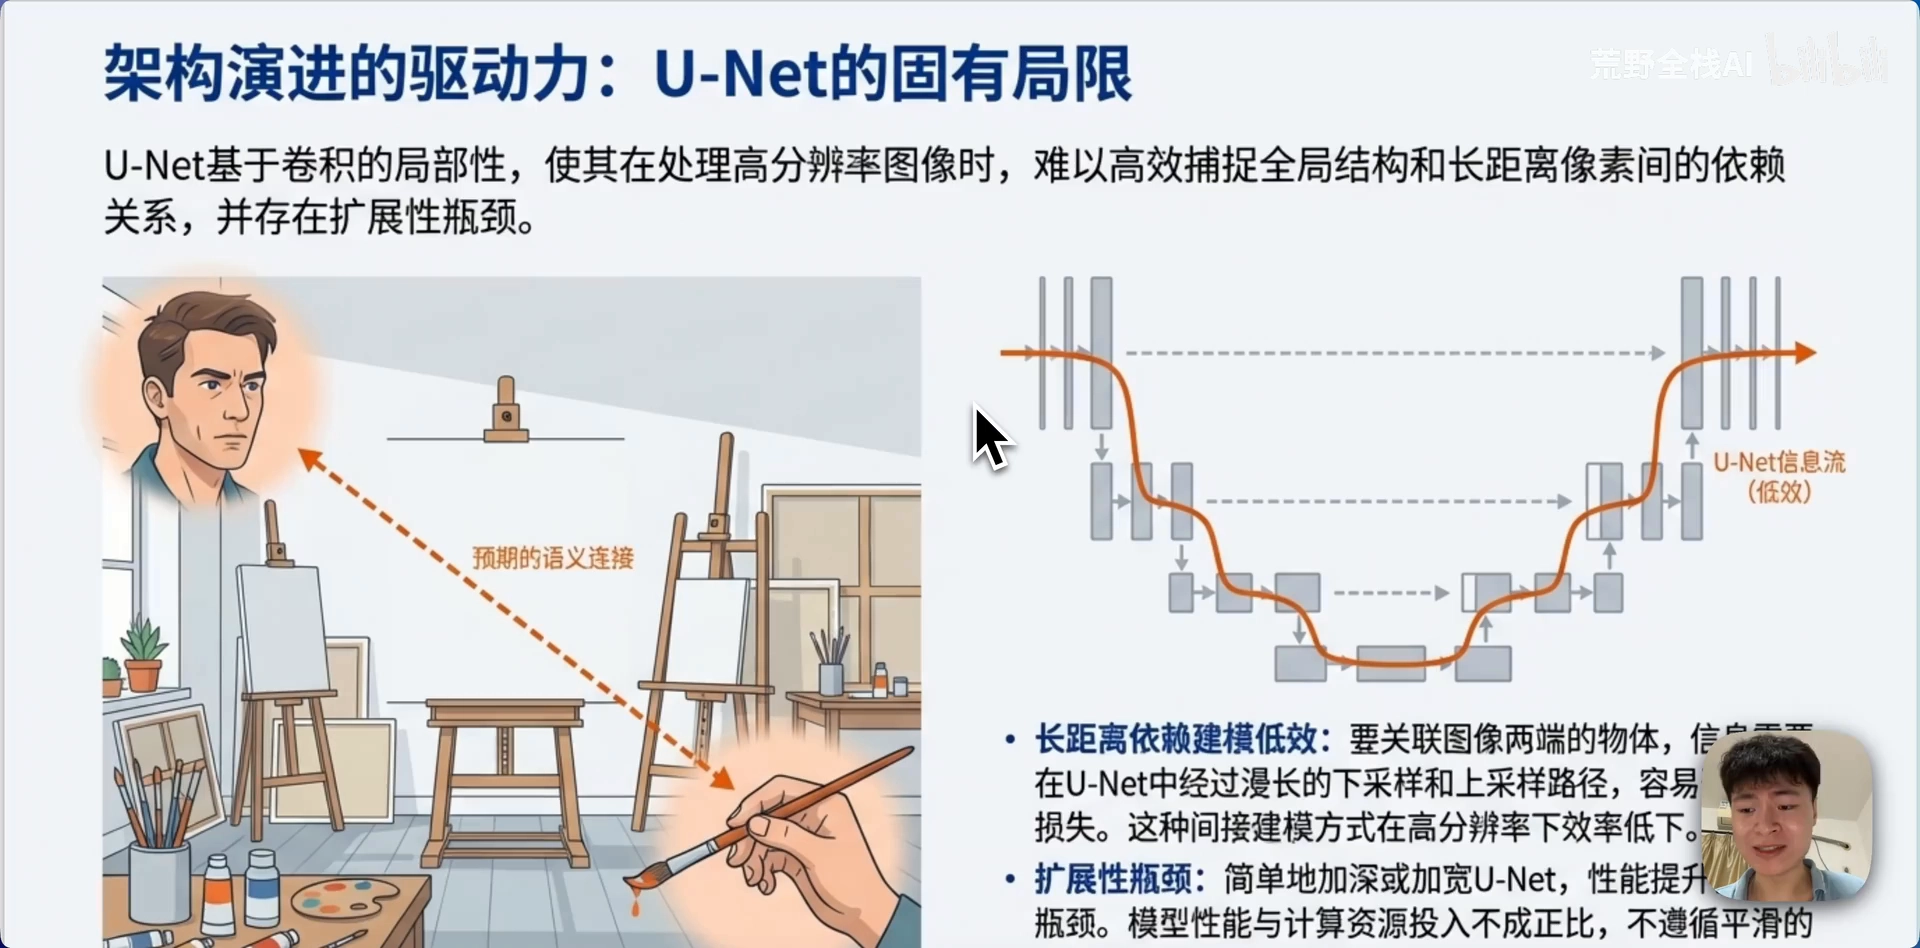 架构演进的驱动力：U-Net的固有局限
荒野全栈AI
bilibili
U-Net基于卷积的局部性，使其在处理高分辨率图像时，难以高效捕捉全局结构和长距离像素间的依赖
关系，并存在扩展性瓶颈。
预期的语义连接
U-Net信息流
（低效）
• 长距离依赖建模低效：要关联图像两端的物体，信息需要
在U-Net中经过漫长的下采样和上采样路径，容易
损失。这种间接建模方式在高分辨率下效率低下。
• 扩展性瓶颈：简单地加深或加宽U-Net，性能提升
瓶颈。模型性能与计算资源投入不成正比，不遵循平滑的